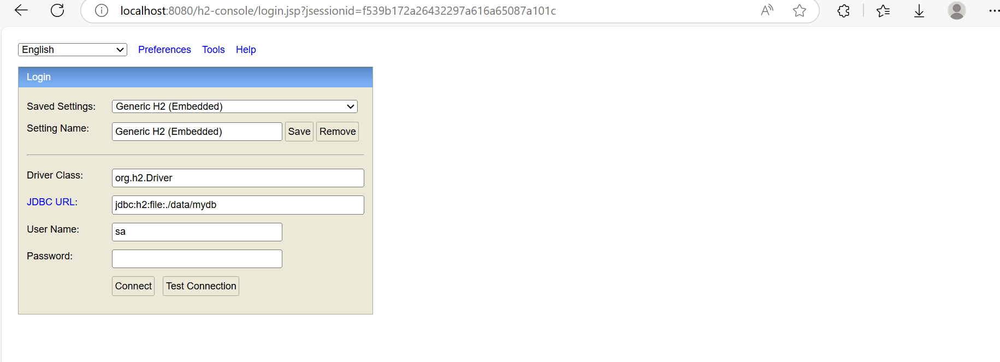 localhost:8080/h2-console/login.jsp?jsessionid=f539b172a26432297a616a65087a101c
English Preferences Tools Help
Login
Saved Settings: Generic H2 (Embedded)
Setting Name: Generic H2 (Embedded) Save Remove
Driver Class: org.h2.Driver
JDBC URL: jdbc:h2:file:./data/mydb
User Name: sa
Password:
Connect Test Connection